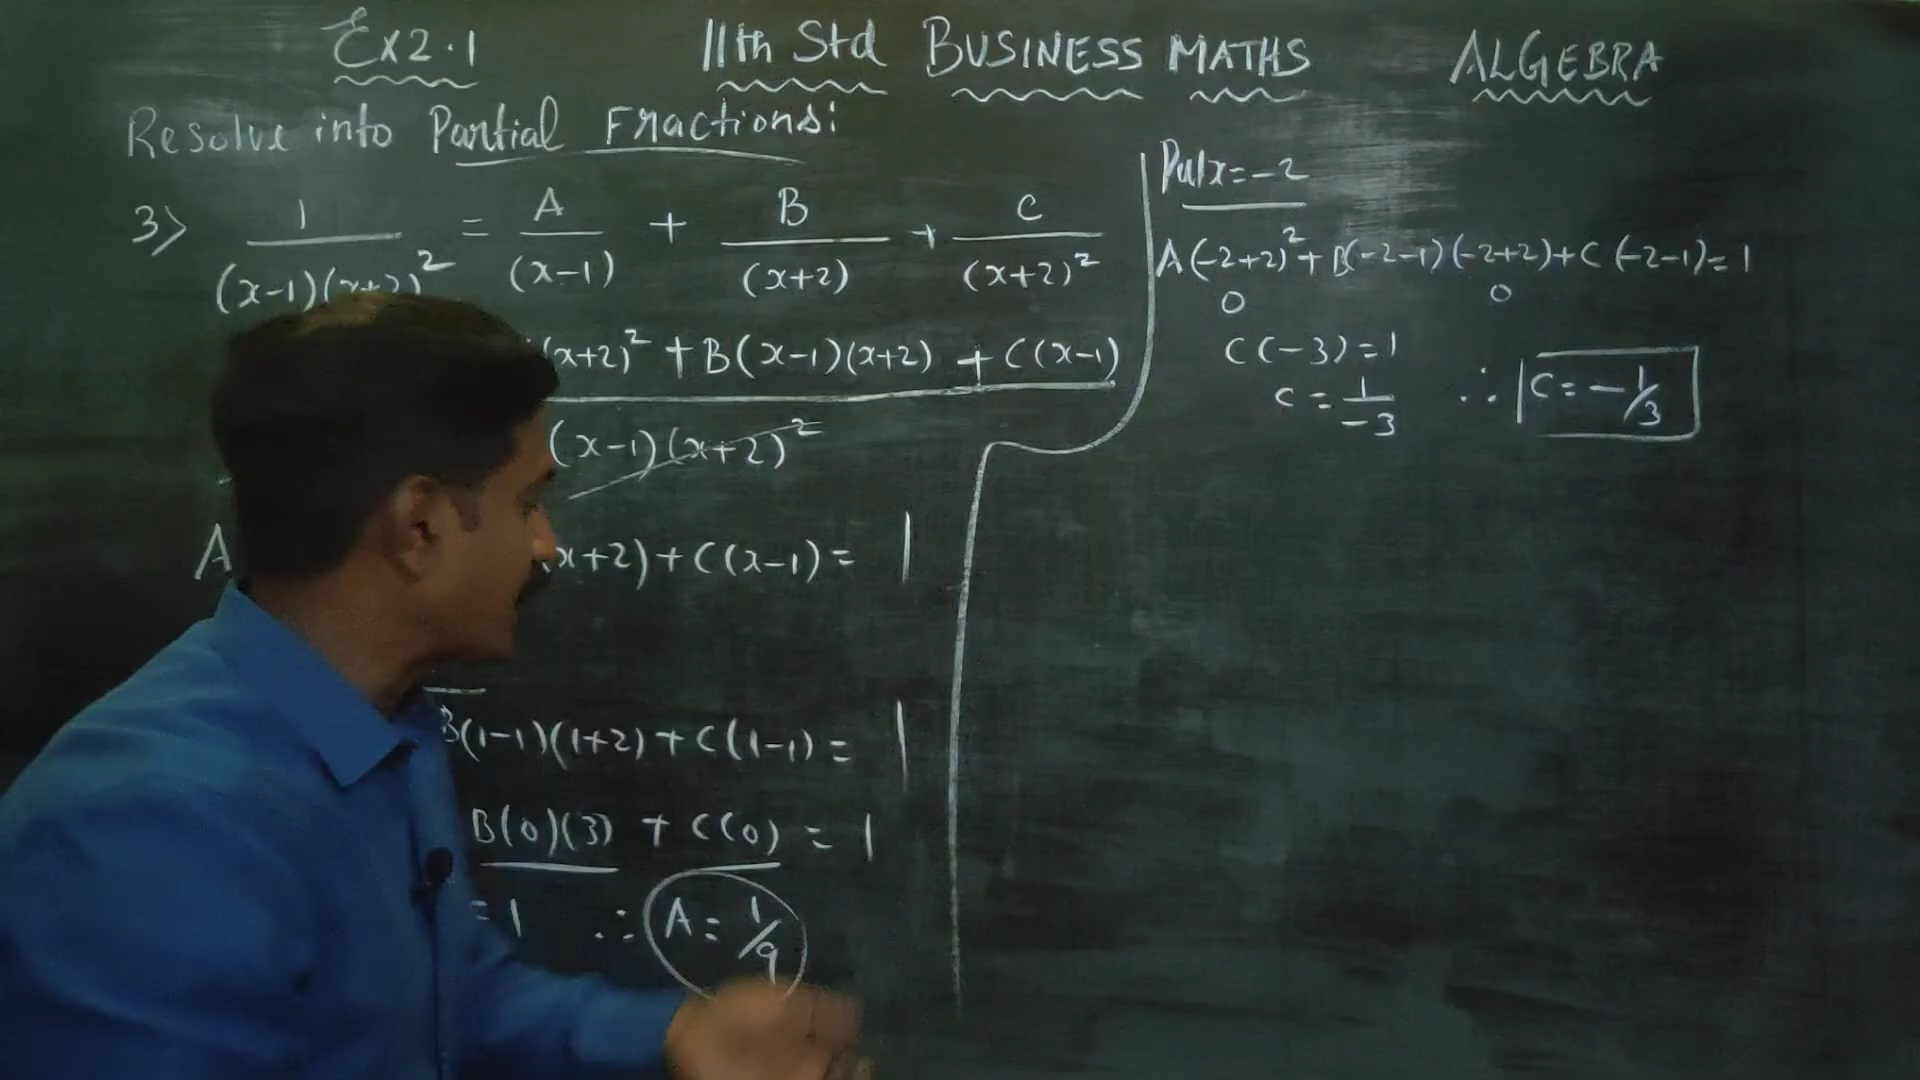 Ex 2.1 11th Std BUSINESS MATHS ALGEBRA
Resolve into Partial Fractions:
3) 1/(x-1)(x+2)² = A/(x-1) + B/(x+2) + C/(x+2)²
(x+2)² + B(x-1)(x+2) + C(x-1)
(x-1)(x+2)²
A x+2) + C(x-1) = 1
B(1-1)(1+2) + C(1-1) = 1
B(0)(3) + C(0) = 1
= 1 ∴ A = 1/9
Put x = -2
A(-2+2)² + B(-2-1)(-2+2) + C(-2-1) = 1
0 0
C(-3) = 1
C = 1/-3 ∴ C = -1/3